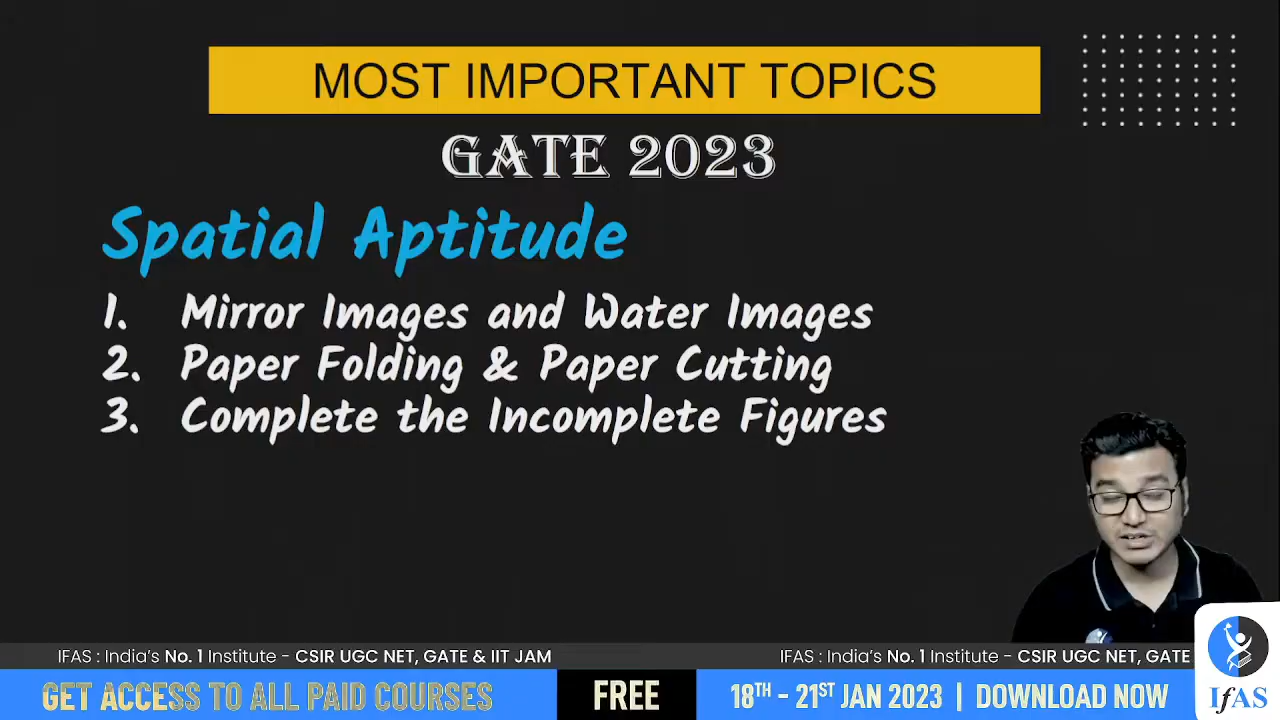 MOST IMPORTANT TOPICS
GATE 2023
Spatial Aptitude
1. Mirror Images and Water Images
2. Paper Folding & Paper Cutting
3. Complete the Incomplete Figures
IFAS : India's No. 1 Institute - CSIR UGC NET, GATE & IIT JAM
IFAS : India's No. 1 Institute - CSIR UGC NET, GATE
GET ACCESS TO ALL PAID COURSES
FREE
18TH - 21ST JAN 2023 | DOWNLOAD NOW
IfAS